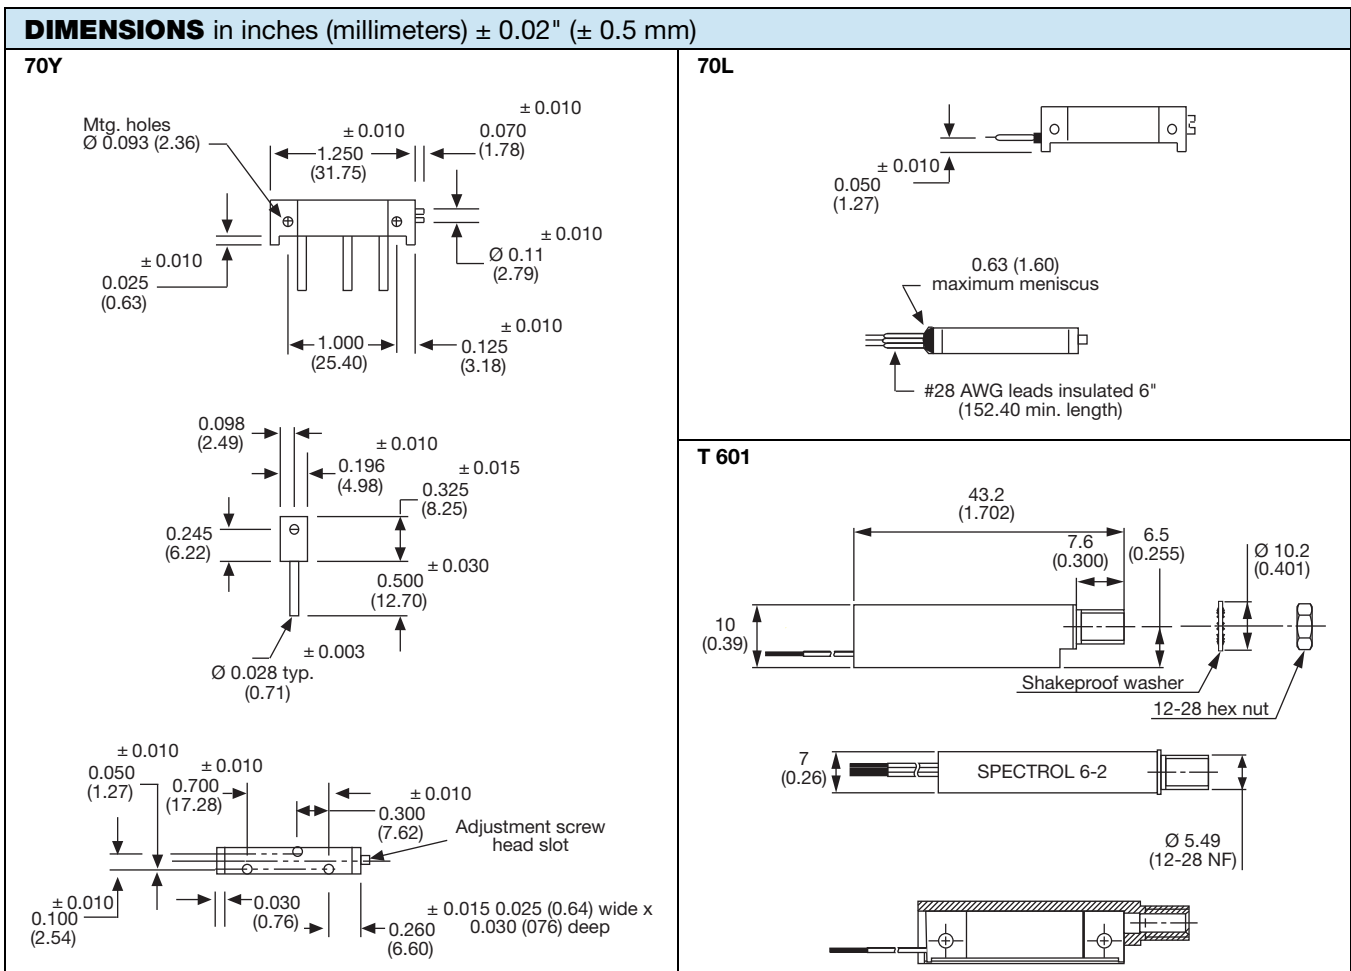 DIMENSIONS in inches (millimeters) ± 0.02" (± 0.5 mm)
70Y
Mtg. holes
Ø 0.093 (2.36)
± 0.010
1.250
(31.75)
± 0.010
0.070
(1.78)
± 0.010
Ø 0.11
(2.79)
± 0.010
0.025
(0.63)
1.000
(25.40)
± 0.010
0.125
(3.18)
0.098
(2.49)
± 0.010
0.196
(4.98)
± 0.015
0.325
(8.25)
0.245
(6.22)
± 0.030
0.500
(12.70)
± 0.003
Ø 0.028 typ.
(0.71)
± 0.010
0.050
(1.27)
± 0.010
0.700
(17.28)
± 0.010
0.300
(7.62)
Adjustment screw
head slot
± 0.010
0.100
(2.54)
0.030
(0.76)
0.260
(6.60)
± 0.015 0.025 (0.64) wide x
0.030 (076) deep
70L
± 0.010
0.050
(1.27)
0.63 (1.60)
maximum meniscus
#28 AWG leads insulated 6"
(152.40 min. length)
T 601
43.2
(1.702)
7.6
(0.300)
6.5
(0.255)
Ø 10.2
(0.401)
10
(0.39)
Shakeproof washer
12-28 hex nut
7
(0.26)
SPECTROL 6-2
Ø 5.49
(12-28 NF)